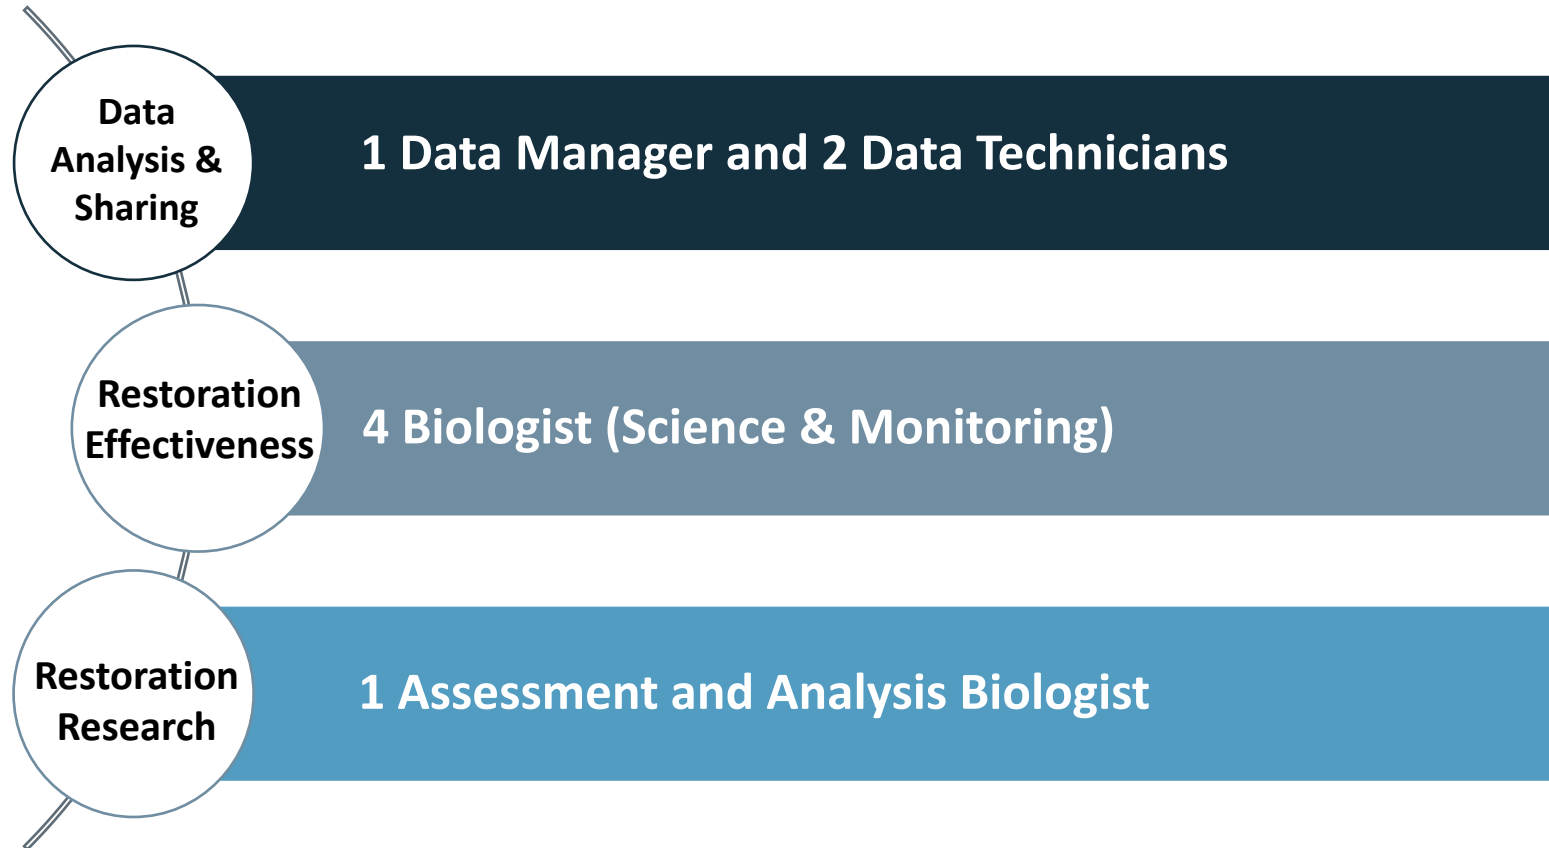 Data
Analysis &
Sharing
1 Data Manager and 2 Data Technicians
Restoration
Effectiveness
4 Biologist (Science & Monitoring)
Restoration
Research
1 Assessment and Analysis Biologist